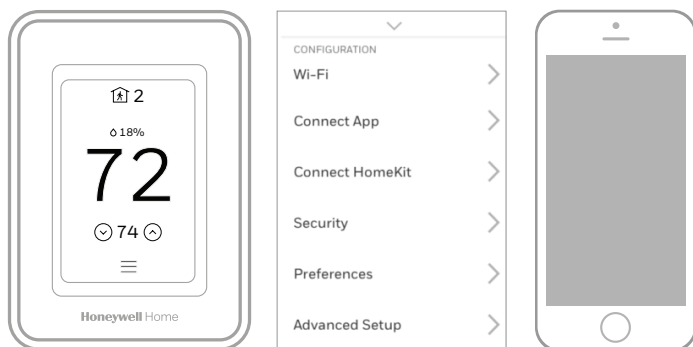 2
18%
72
74
Honeywell Home
CONFIGURATION
Wi-Fi
Connect App
Connect HomeKit
Security
Preferences
Advanced Setup